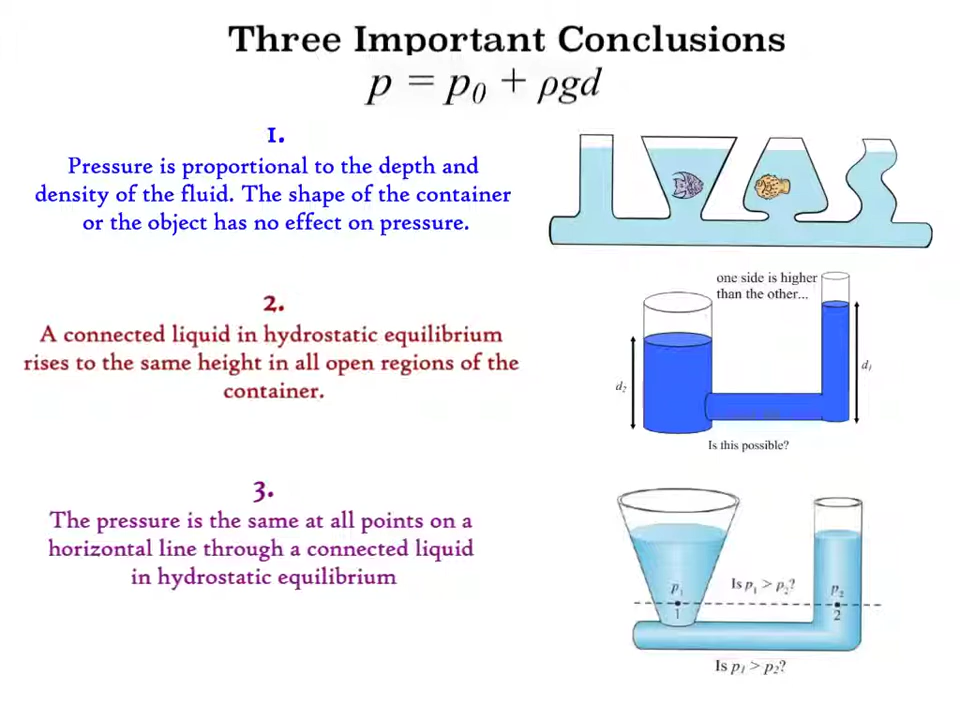 Three Important Conclusions
p = p₀ + ρgd
1.
Pressure is proportional to the depth and
density of the fluid. The shape of the container
or the object has no effect on pressure.
2.
A connected liquid in hydrostatic equilibrium
rises to the same height in all open regions of the
container.
one side is higher
than the other...
d₂
d₁
Is this possible?
3.
The pressure is the same at all points on a
horizontal line through a connected liquid
in hydrostatic equilibrium
Is p₁ > p₂?
p₁
p₂
1
2
Is p₁ > p₂?